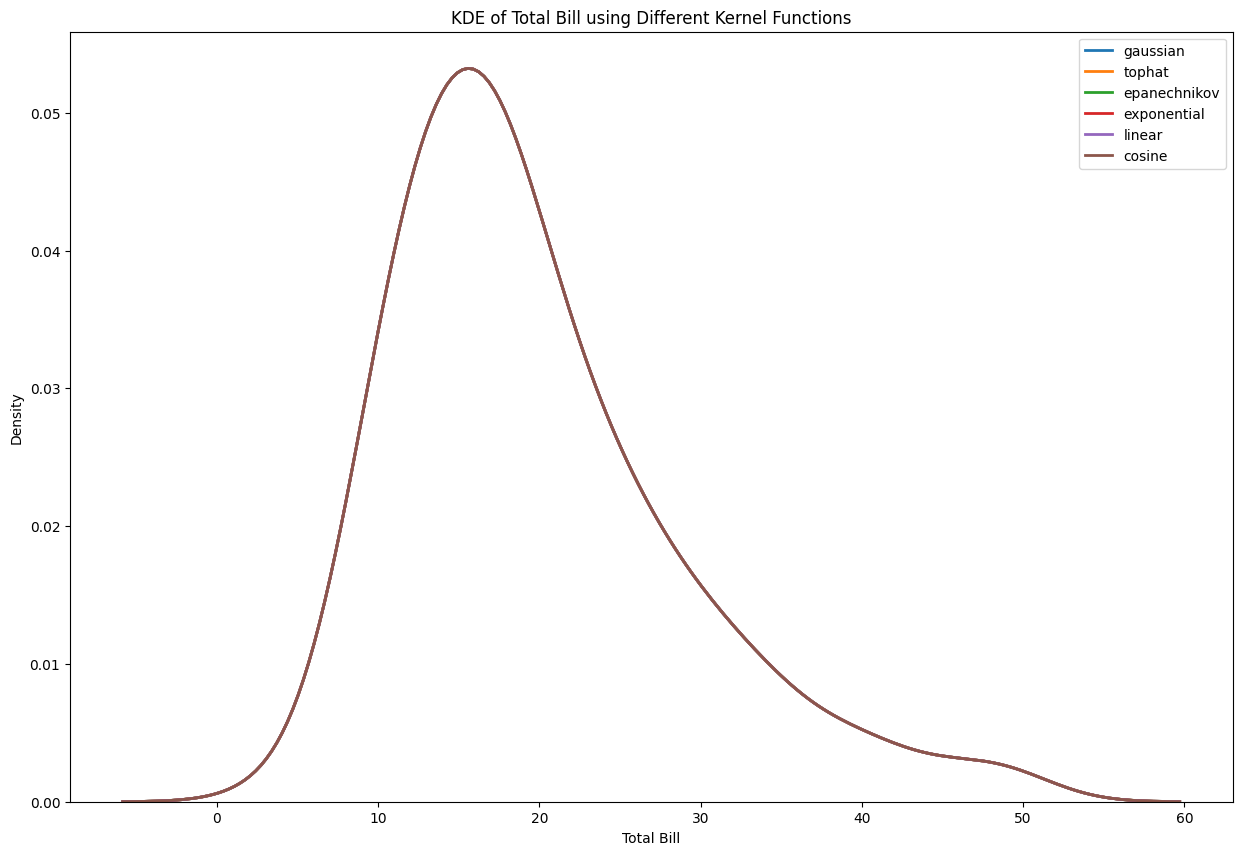 KDE of Total Bill using Different Kernel Functions
gaussian
tophat
epanechnikov
exponential
linear
cosine
0.05
0.04
0.03
0.02
0.01
0.00
Density
0 10 20 30 40 50 60
Total Bill